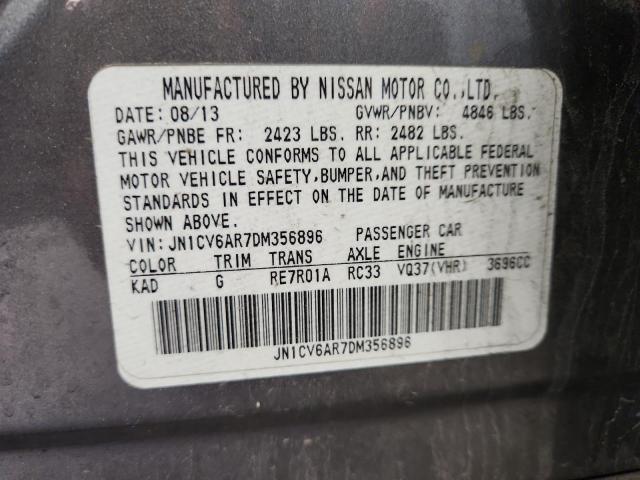 MANUFACTURED BY NISSAN MOTOR CO.,LTD.
DATE: 08/13 GVWR/PNBV: 4846 LBS.
GAWR/PNBE FR: 2423 LBS. RR: 2482 LBS.
THIS VEHICLE CONFORMS TO ALL APPLICABLE FEDERAL
MOTOR VEHICLE SAFETY,BUMPER,AND THEFT PREVENTION
STANDARDS IN EFFECT ON THE DATE OF MANUFACTURE
SHOWN ABOVE.
VIN: JN1CV6AR7DM356896 PASSENGER CAR
COLOR TRIM TRANS AXLE ENGINE
KAD G RE7R01A RC33 VQ37(VHR) 3696CC
JN1CV6AR7DM356896